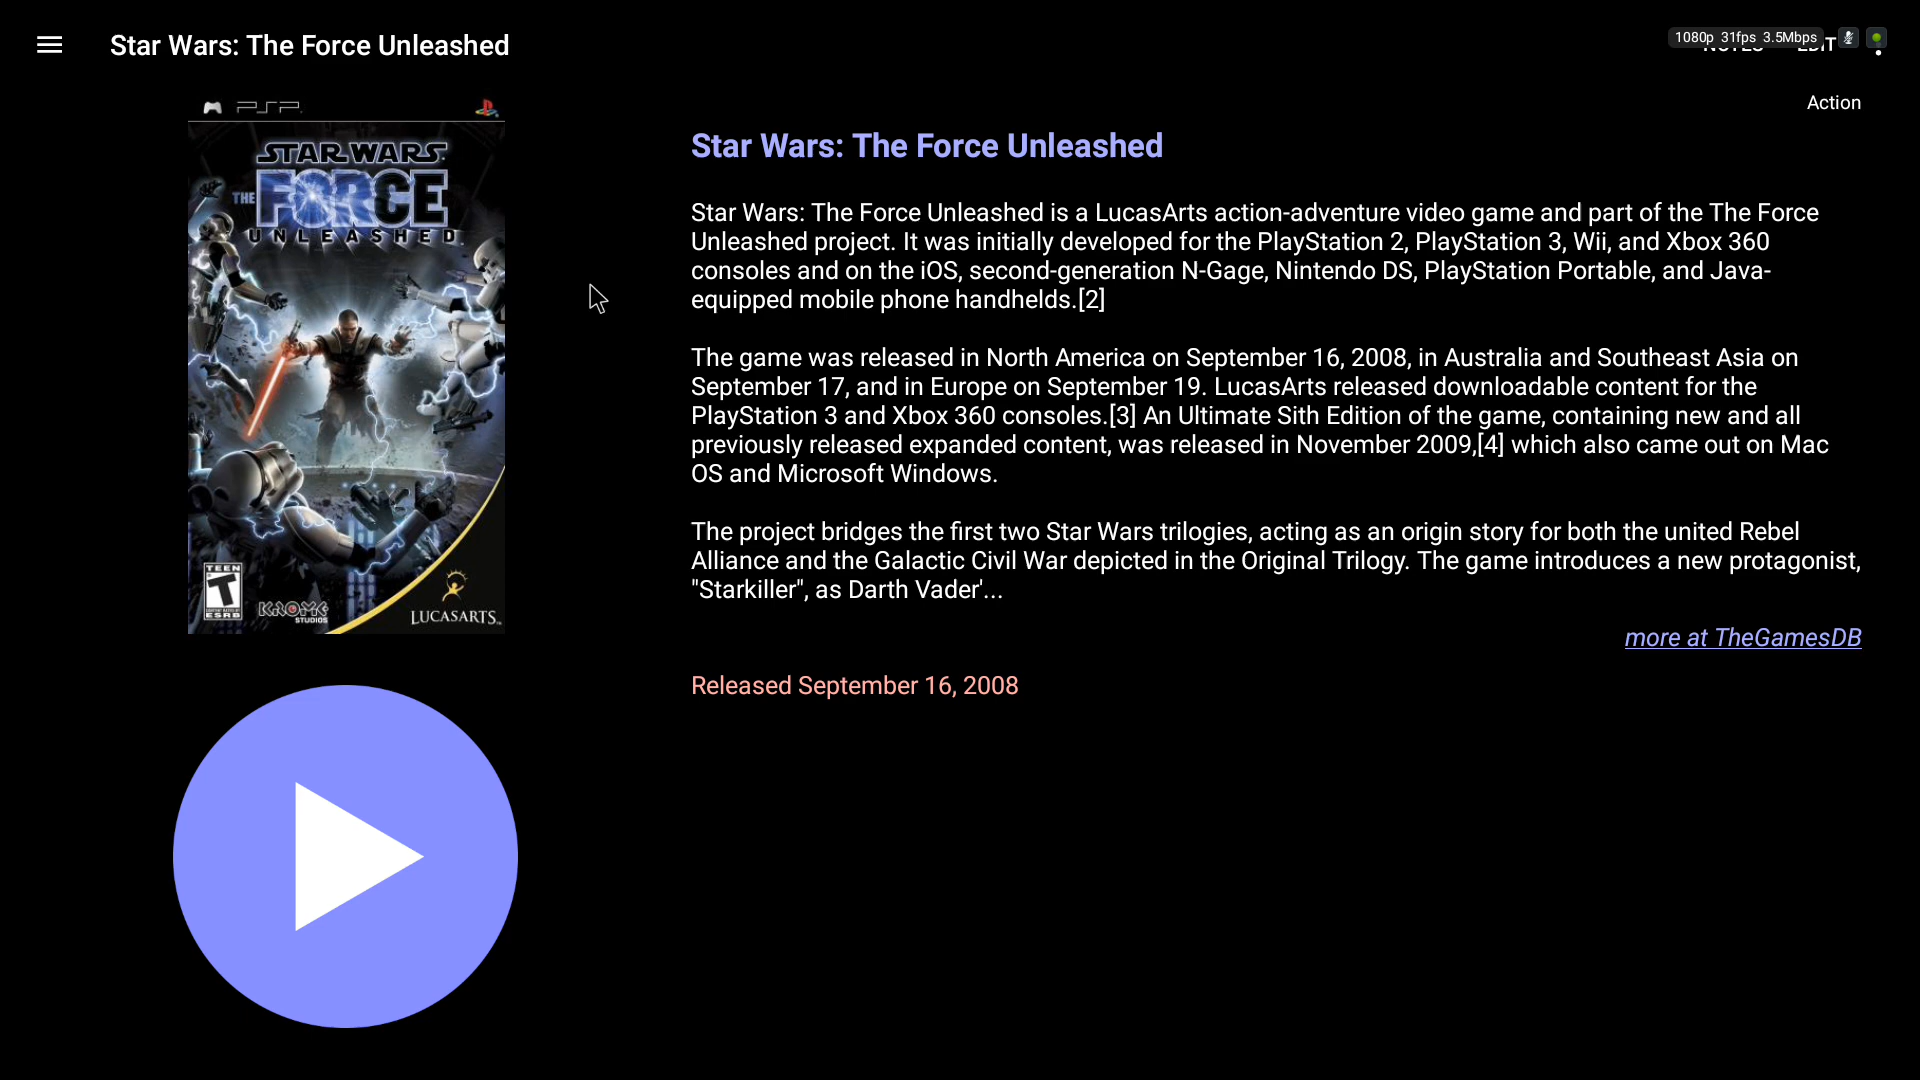 Star Wars: The Force Unleashed
1080p 31fps 3.5Mbps
Action
PSP
STAR WARS
THE FORCE
UNLEASHED
TEEN
T
ESRB
KROME
STUDIOS
LUCASARTS
Star Wars: The Force Unleashed
Star Wars: The Force Unleashed is a LucasArts action-adventure video game and part of the The Force
Unleashed project. It was initially developed for the PlayStation 2, PlayStation 3, Wii, and Xbox 360
consoles and on the iOS, second-generation N-Gage, Nintendo DS, PlayStation Portable, and Java-
equipped mobile phone handhelds.[2]
The game was released in North America on September 16, 2008, in Australia and Southeast Asia on
September 17, and in Europe on September 19. LucasArts released downloadable content for the
PlayStation 3 and Xbox 360 consoles.[3] An Ultimate Sith Edition of the game, containing new and all
previously released expanded content, was released in November 2009,[4] which also came out on Mac
OS and Microsoft Windows.
The project bridges the first two Star Wars trilogies, acting as an origin story for both the united Rebel
Alliance and the Galactic Civil War depicted in the Original Trilogy. The game introduces a new protagonist,
"Starkiller", as Darth Vader'...
more at TheGamesDB
Released September 16, 2008